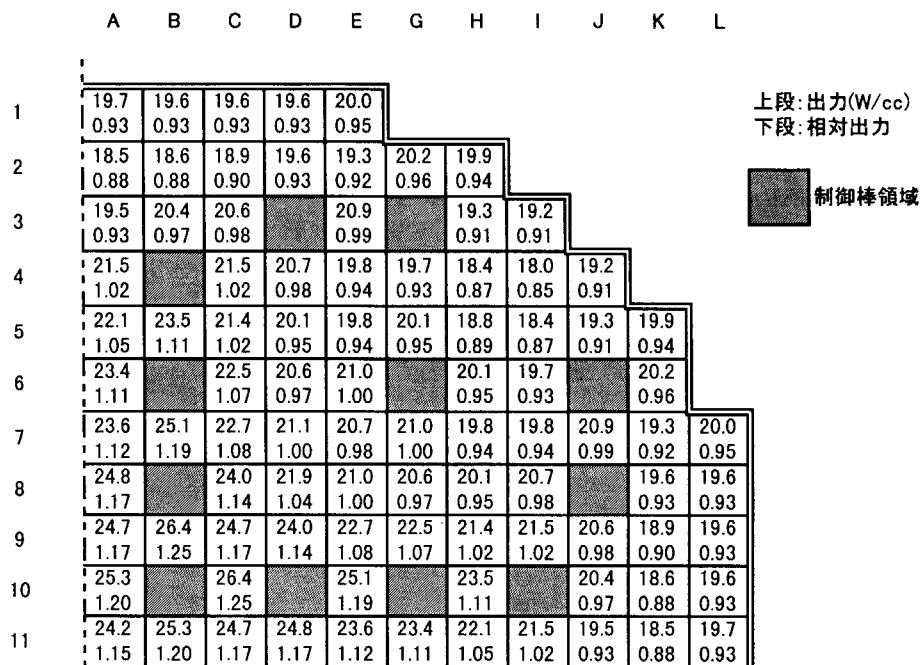 A B C D E G H I J K L
1 19.7 19.6 19.6 19.6 20.0
0.93 0.93 0.93 0.93 0.95
上段:出力(W/cc)
下段:相対出力
2 18.5 18.6 18.9 19.6 19.3 20.2 19.9
0.88 0.88 0.90 0.93 0.92 0.96 0.94
制御棒領域
3 19.5 20.4 20.6 20.9 19.3 19.2
0.93 0.97 0.98 0.99 0.91 0.91
4 21.5 21.5 20.7 19.8 19.7 18.4 18.0 19.2
1.02 1.02 0.98 0.94 0.93 0.87 0.85 0.91
5 22.1 23.5 21.4 20.1 19.8 20.1 18.8 18.4 19.3 19.9
1.05 1.11 1.02 0.95 0.94 0.95 0.89 0.87 0.91 0.94
6 23.4 22.5 20.6 21.0 20.1 19.7 20.2
1.11 1.07 0.97 1.00 0.95 0.93 0.96
7 23.6 25.1 22.7 21.1 20.7 21.0 19.8 19.8 20.9 19.3 20.0
1.12 1.19 1.08 1.00 0.98 1.00 0.94 0.94 0.99 0.92 0.95
8 24.8 24.0 21.9 21.0 20.6 20.1 20.7 19.6 19.6
1.17 1.14 1.04 1.00 0.97 0.95 0.98 0.93 0.93
9 24.7 26.4 24.7 24.0 22.7 22.5 21.4 21.5 20.6 18.9 19.6
1.17 1.25 1.17 1.14 1.08 1.07 1.02 1.02 0.98 0.90 0.93
10 25.3 26.4 25.1 23.5 20.4 18.6 19.6
1.20 1.25 1.19 1.11 0.97 0.88 0.93
11 24.2 25.3 24.7 24.8 23.6 23.4 22.1 21.5 19.5 18.5 19.7
1.15 1.20 1.17 1.17 1.12 1.11 1.05 1.02 0.93 0.88 0.93